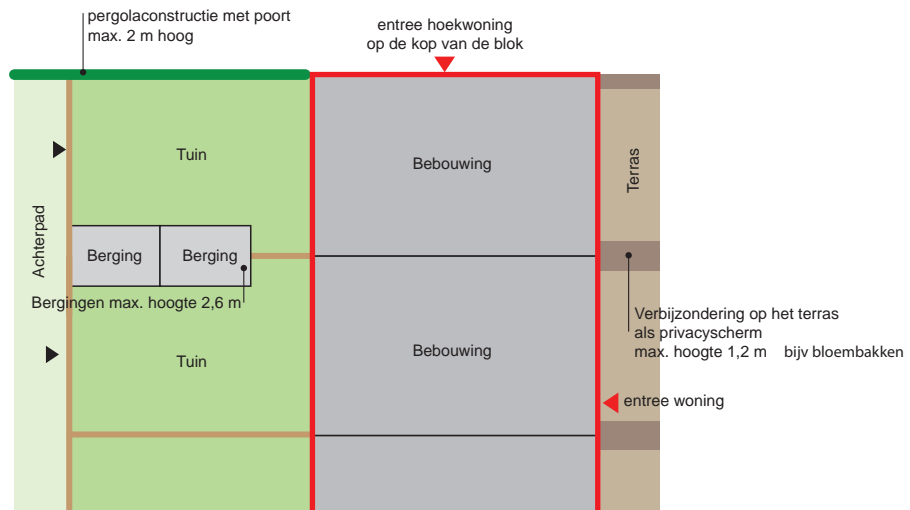 pergolaconstructie met poort
max. 2 m hoog
entree hoekwoning
op de kop van de blok
Tuin
Bebouwing
Terras
Achterpad
Berging
Berging
Bergingen max. hoogte 2,6 m
Verbijzondering op het terras
als privacyscherm
max. hoogte 1,2 m bijv bloembakken
Tuin
Bebouwing
entree woning